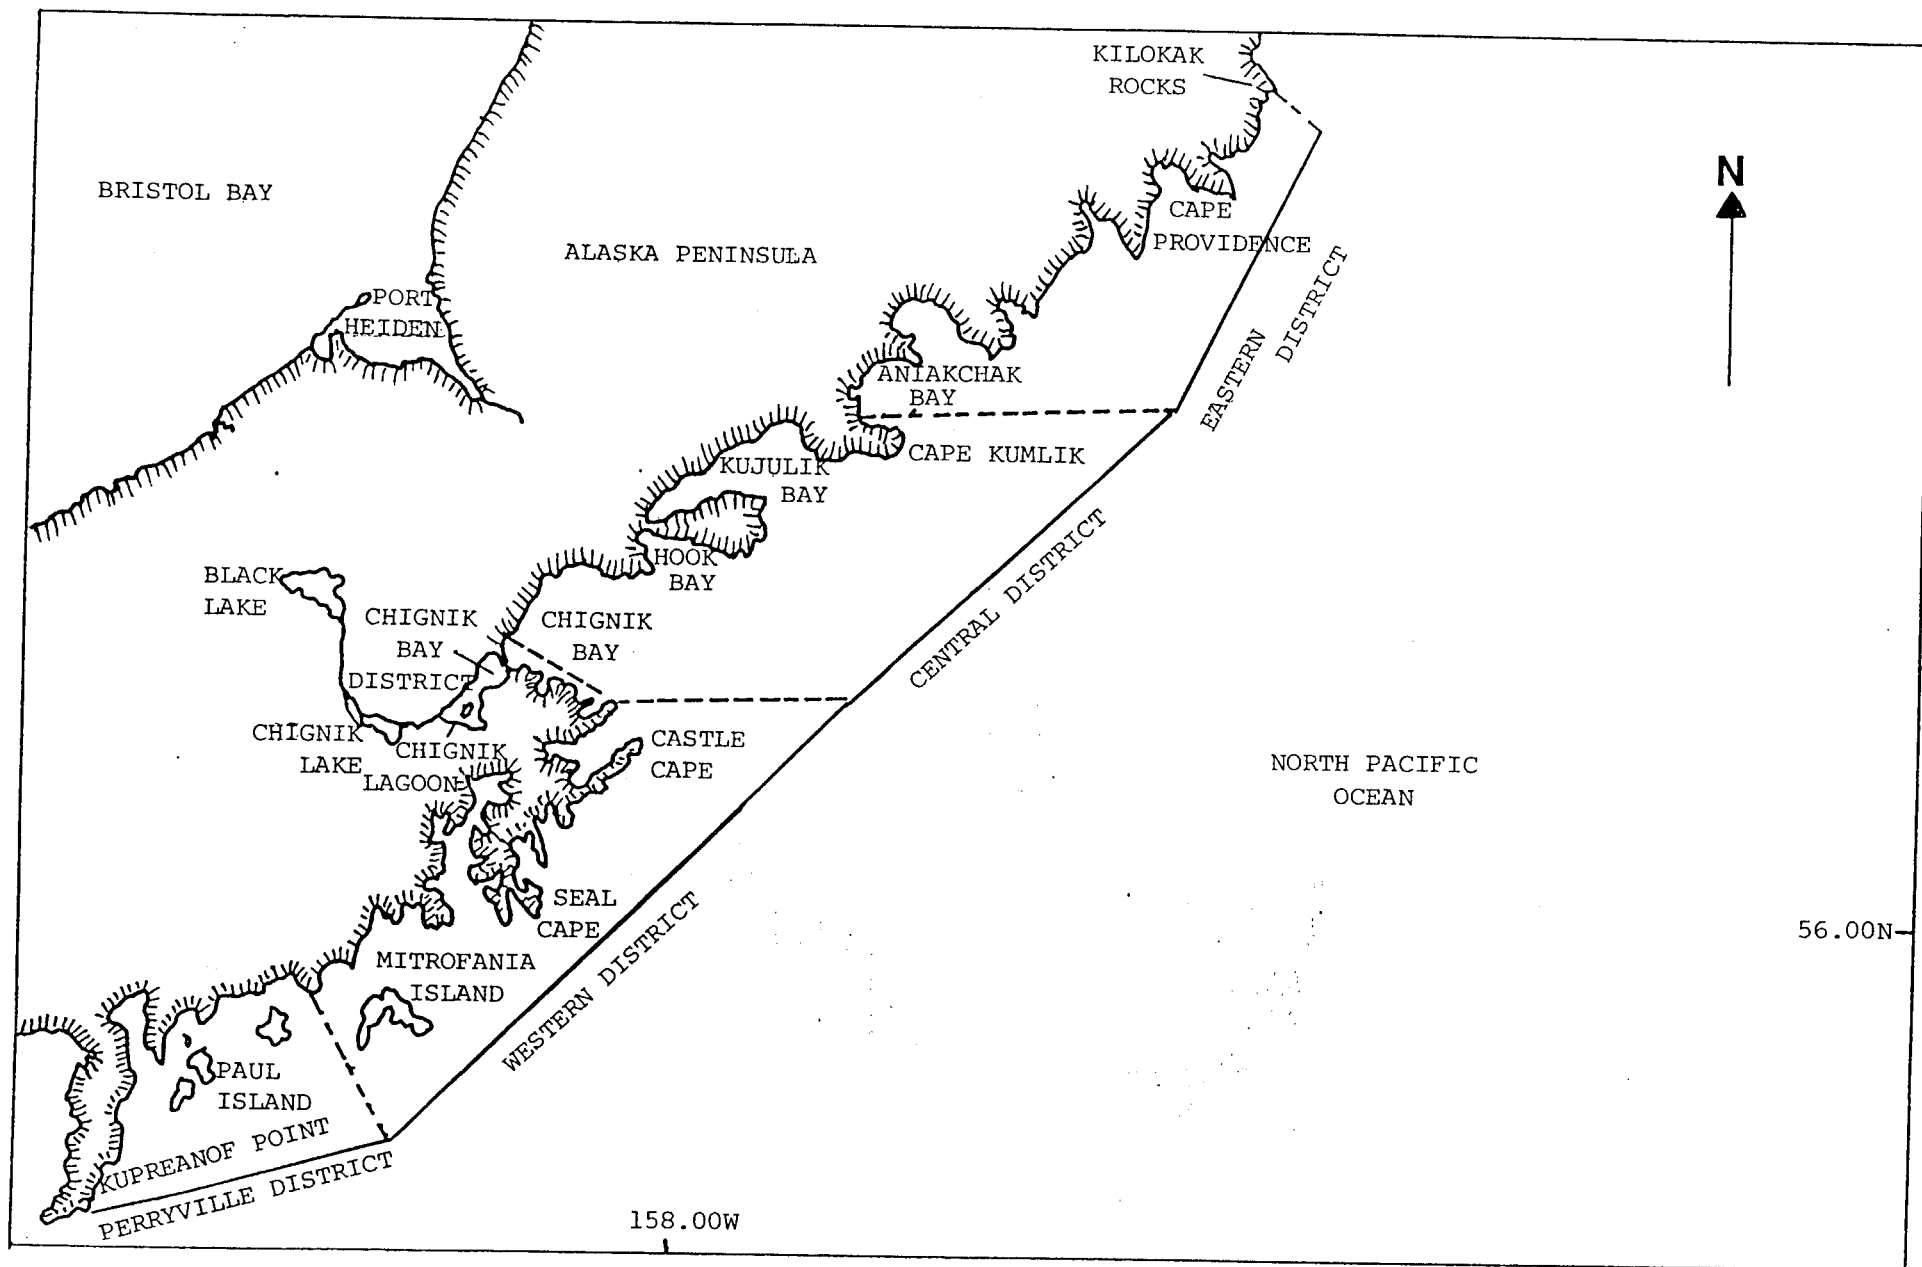 KILOKAK
ROCKS
N
BRISTOL BAY
CAPE
PROVIDENCE
ALASKA PENINSULA
PORT
HEIDEN
EASTERN DISTRICT
ANIAKCHAK
BAY
CAPE KUMLIK
KUJULIK
BAY
HOOK
BAY
CENTRAL DISTRICT
BLACK
LAKE
CHIGNIK
BAY
DISTRICT
CHIGNIK
BAY
CHIGNIK
LAKE
CHIGNIK
LAGOON
CASTLE
CAPE
NORTH PACIFIC
OCEAN
SEAL
CAPE
56.00N
WESTERN DISTRICT
MITROFANIA
ISLAND
PAUL
ISLAND
KUPREANOF POINT
PERRYVILLE DISTRICT
158.00W